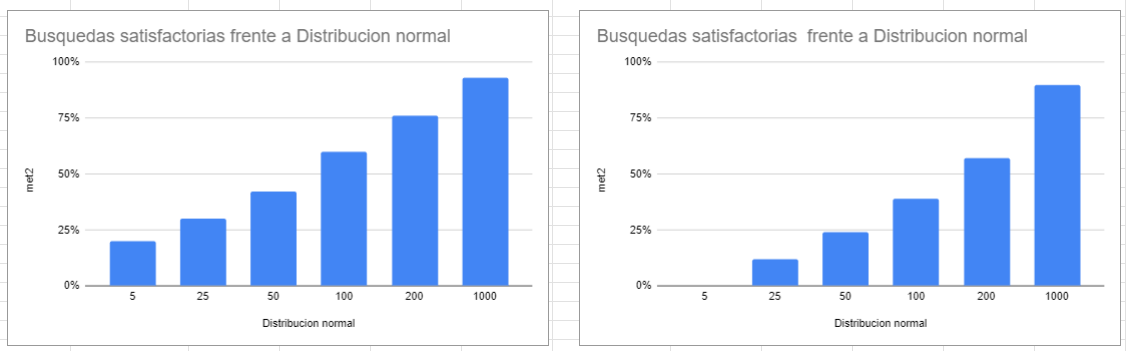 Busquedas satisfactorias frente a Distribucion normal
100%
75%
50%
25%
0%
met2
5 25 50 100 200 1000
Distribucion normal
Busquedas satisfactorias  frente a Distribucion normal
100%
75%
50%
25%
0%
met2
5 25 50 100 200 1000
Distribucion normal